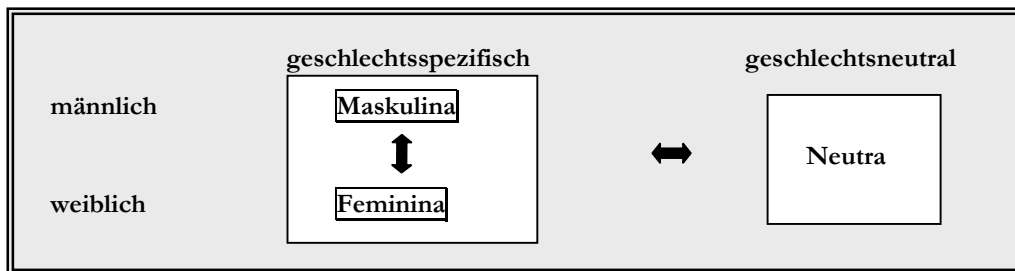 geschlechtsspezifisch geschlechtsneutral
männlich Maskulina
Neutra
weiblich Feminina